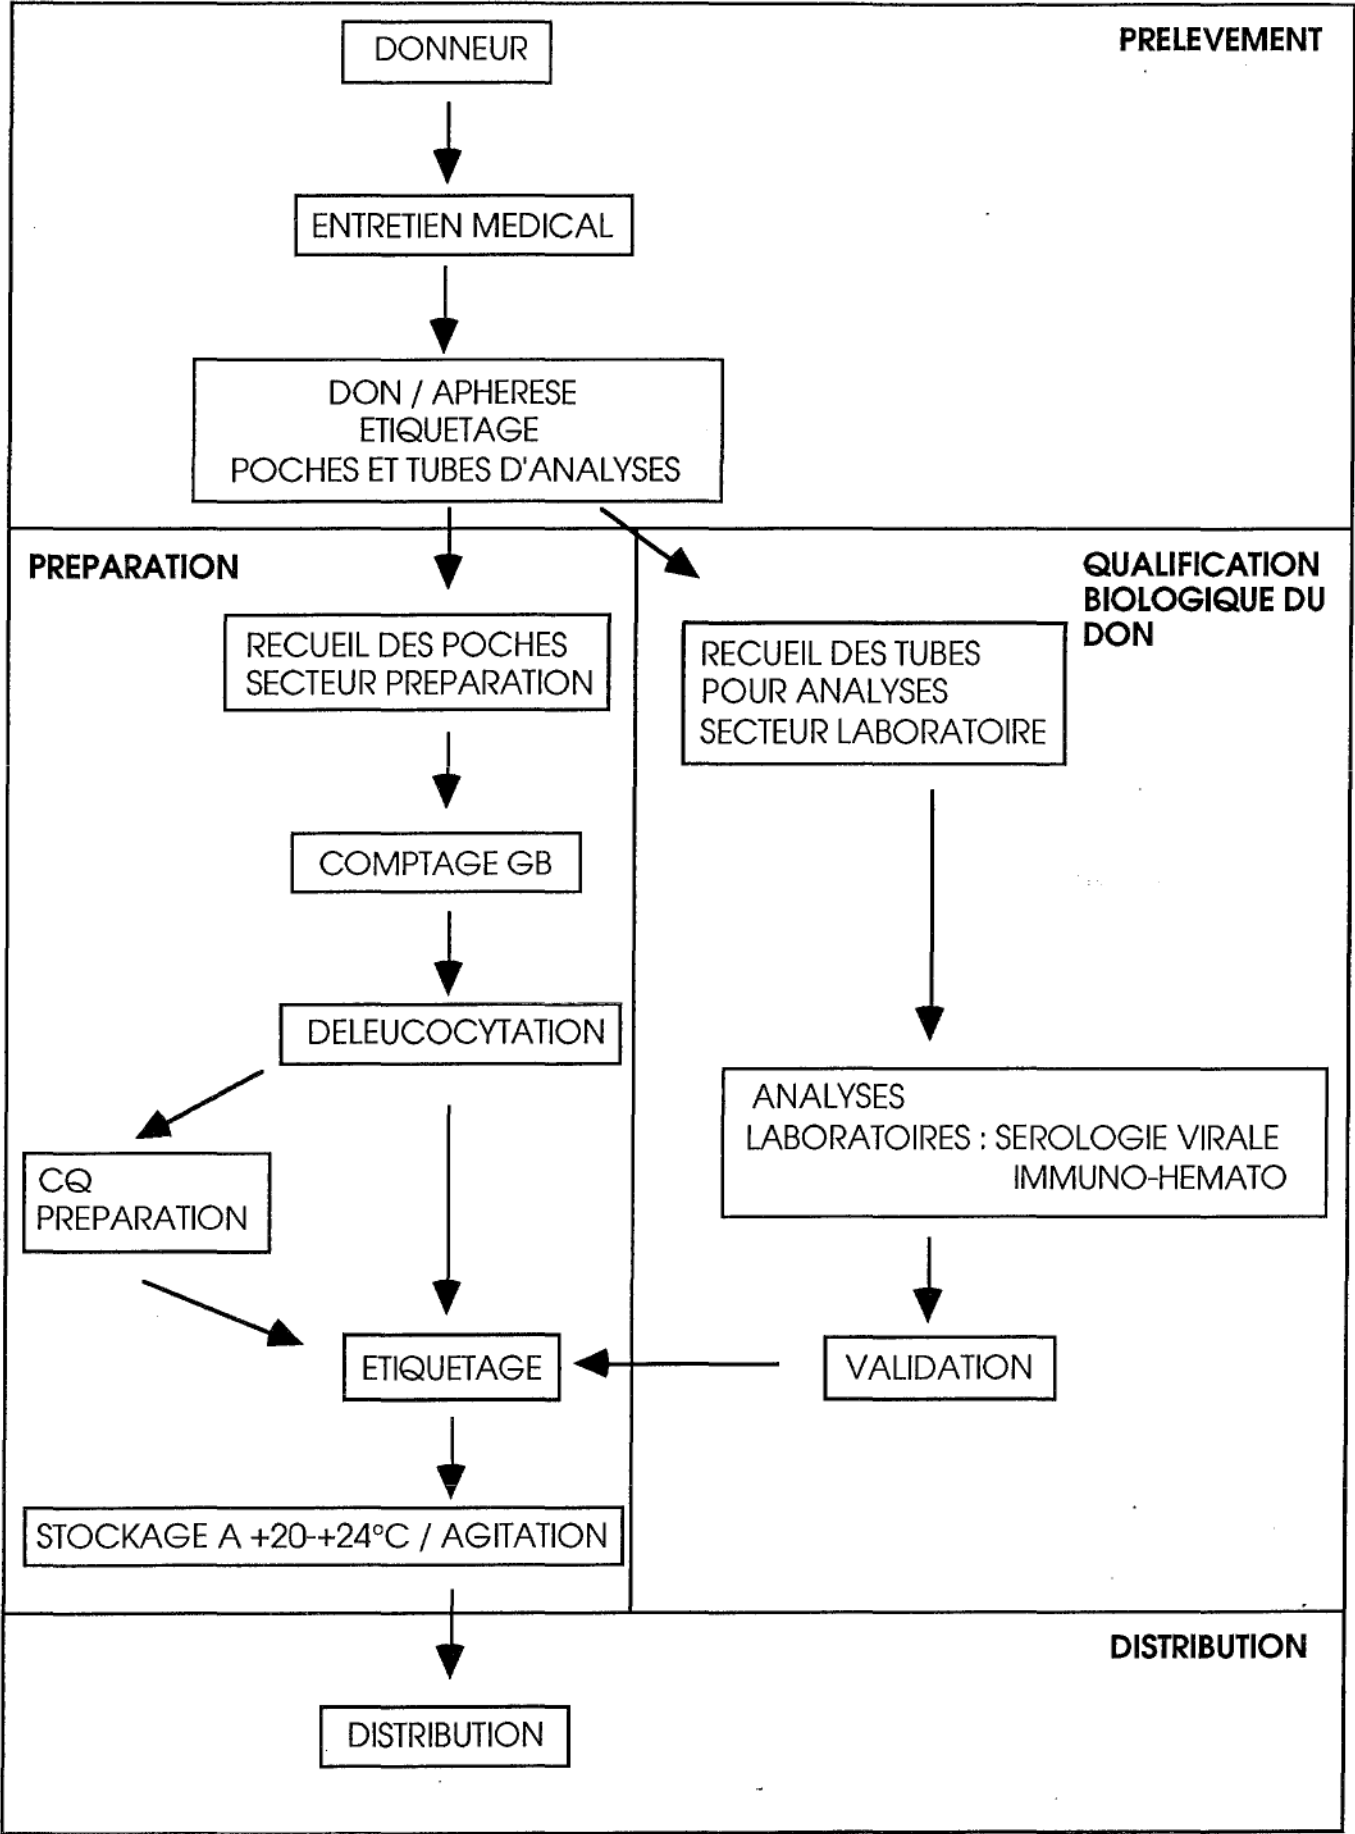 PRELEVEMENT
DONNEUR
ENTRETIEN MEDICAL
DON / APHERESE
ETIQUETAGE
POCHES ET TUBES D'ANALYSES
PREPARATION
RECUEIL DES POCHES
SECTEUR PREPARATION
COMPTAGE GB
DELEUCOCYTATION
CQ
PREPARATION
ETIQUETAGE
STOCKAGE A +20-+24°C / AGITATION
QUALIFICATION
BIOLOGIQUE DU
DON
RECUEIL DES TUBES
POUR ANALYSES
SECTEUR LABORATOIRE
ANALYSES
LABORATOIRES : SEROLOGIE VIRALE
IMMUNO-HEMATO
VALIDATION
DISTRIBUTION
DISTRIBUTION